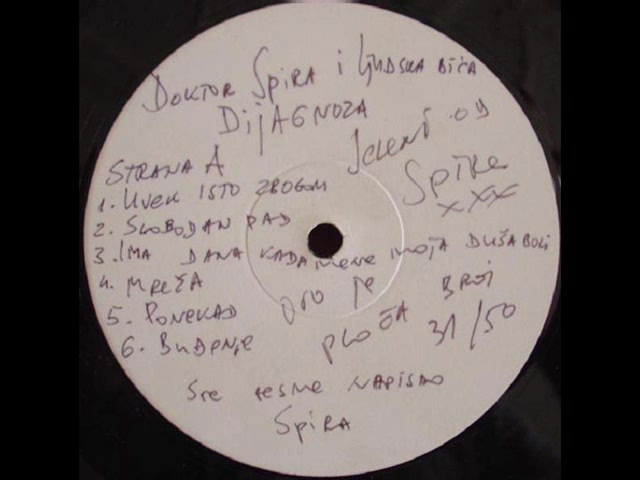 DOKTOR SPIRA i LJUDSKA BIĆA
DIJAGNOZA
JELENI OD
SPIRE
XXX
STRANA A
1. UVEK ISTO ZBOGOM
2. SLOBODAN PAD
3. IMA DANA KADA MENE MOJA DUŠA BOLI
4. MREŽA
5. PONEKAD
6. BUĐENJE
OVO JE
PLOČA BROJ
31/50
SVE PESME NAPISAO
SPIRA